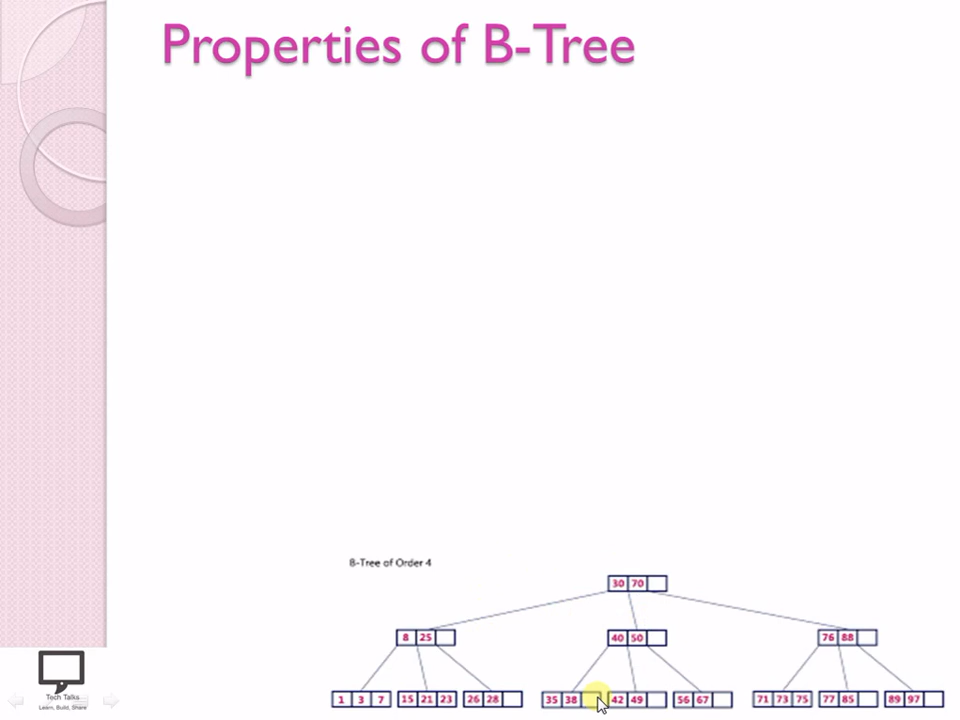 Properties of B-Tree
B-Tree of Order 4
30 70
8 25
40 50
76 88
1 3 7
15 21 23
26 28
35 38
42 49
56 67
71 73 75
77 85
89 97
Tech Talks
Learn, Build, Share